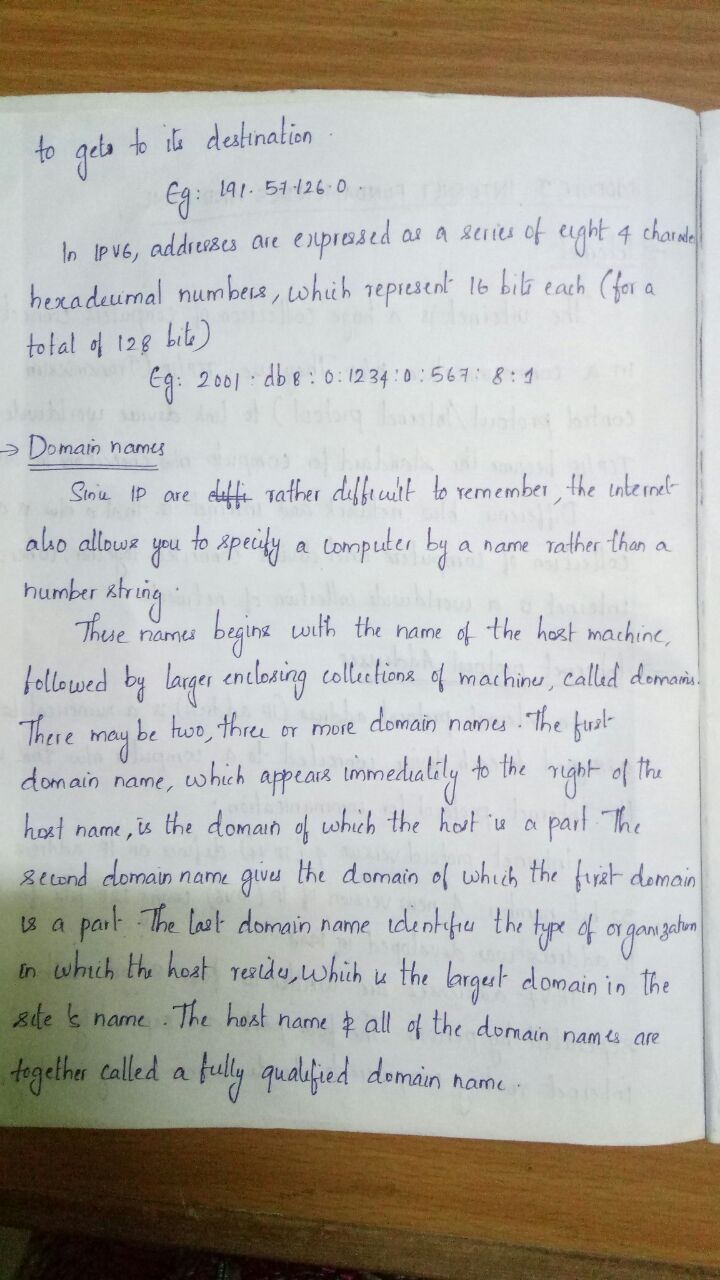 to gets to its destination.
Eg: 191.57.126.0.
In IPV6, addresses are expressed as a series of eight 4
hexadecimal numbers, which represent 16 bits each (for a
total of 128 bits)
Eg: 2001 : db8 : 0 : 1234 : 0 : 567 : 8 : 1
→ Domain names
Since IP are diffi rather difficult to remember, the internet
also allows you to specify a computer by a name rather than a
number string.
These names begins with the name of the host machine,
followed by larger enclosing collections of machines, called domains.
There may be two, three or more domain names. The first
domain name, which appears immediatily to the right of the
host name, is the domain of which the host is a part. The
second domain name gives the domain of which the first domain
is a part. The last domain name identifies the type of organization
in which the host resides, which is the largest domain in the
site's name. The host name & all of the domain names are
together called a fully qualified domain name.